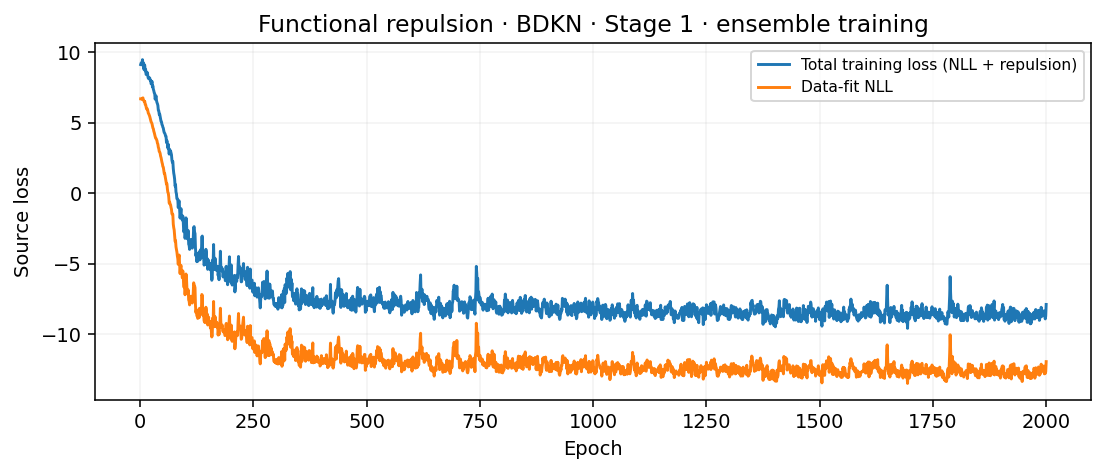 Functional repulsion · BDKN · Stage 1 · ensemble training
Total training loss (NLL + repulsion)
Data-fit NLL
Source loss
10
5
0
−5
−10
0 250 500 750 1000 1250 1500 1750 2000
Epoch